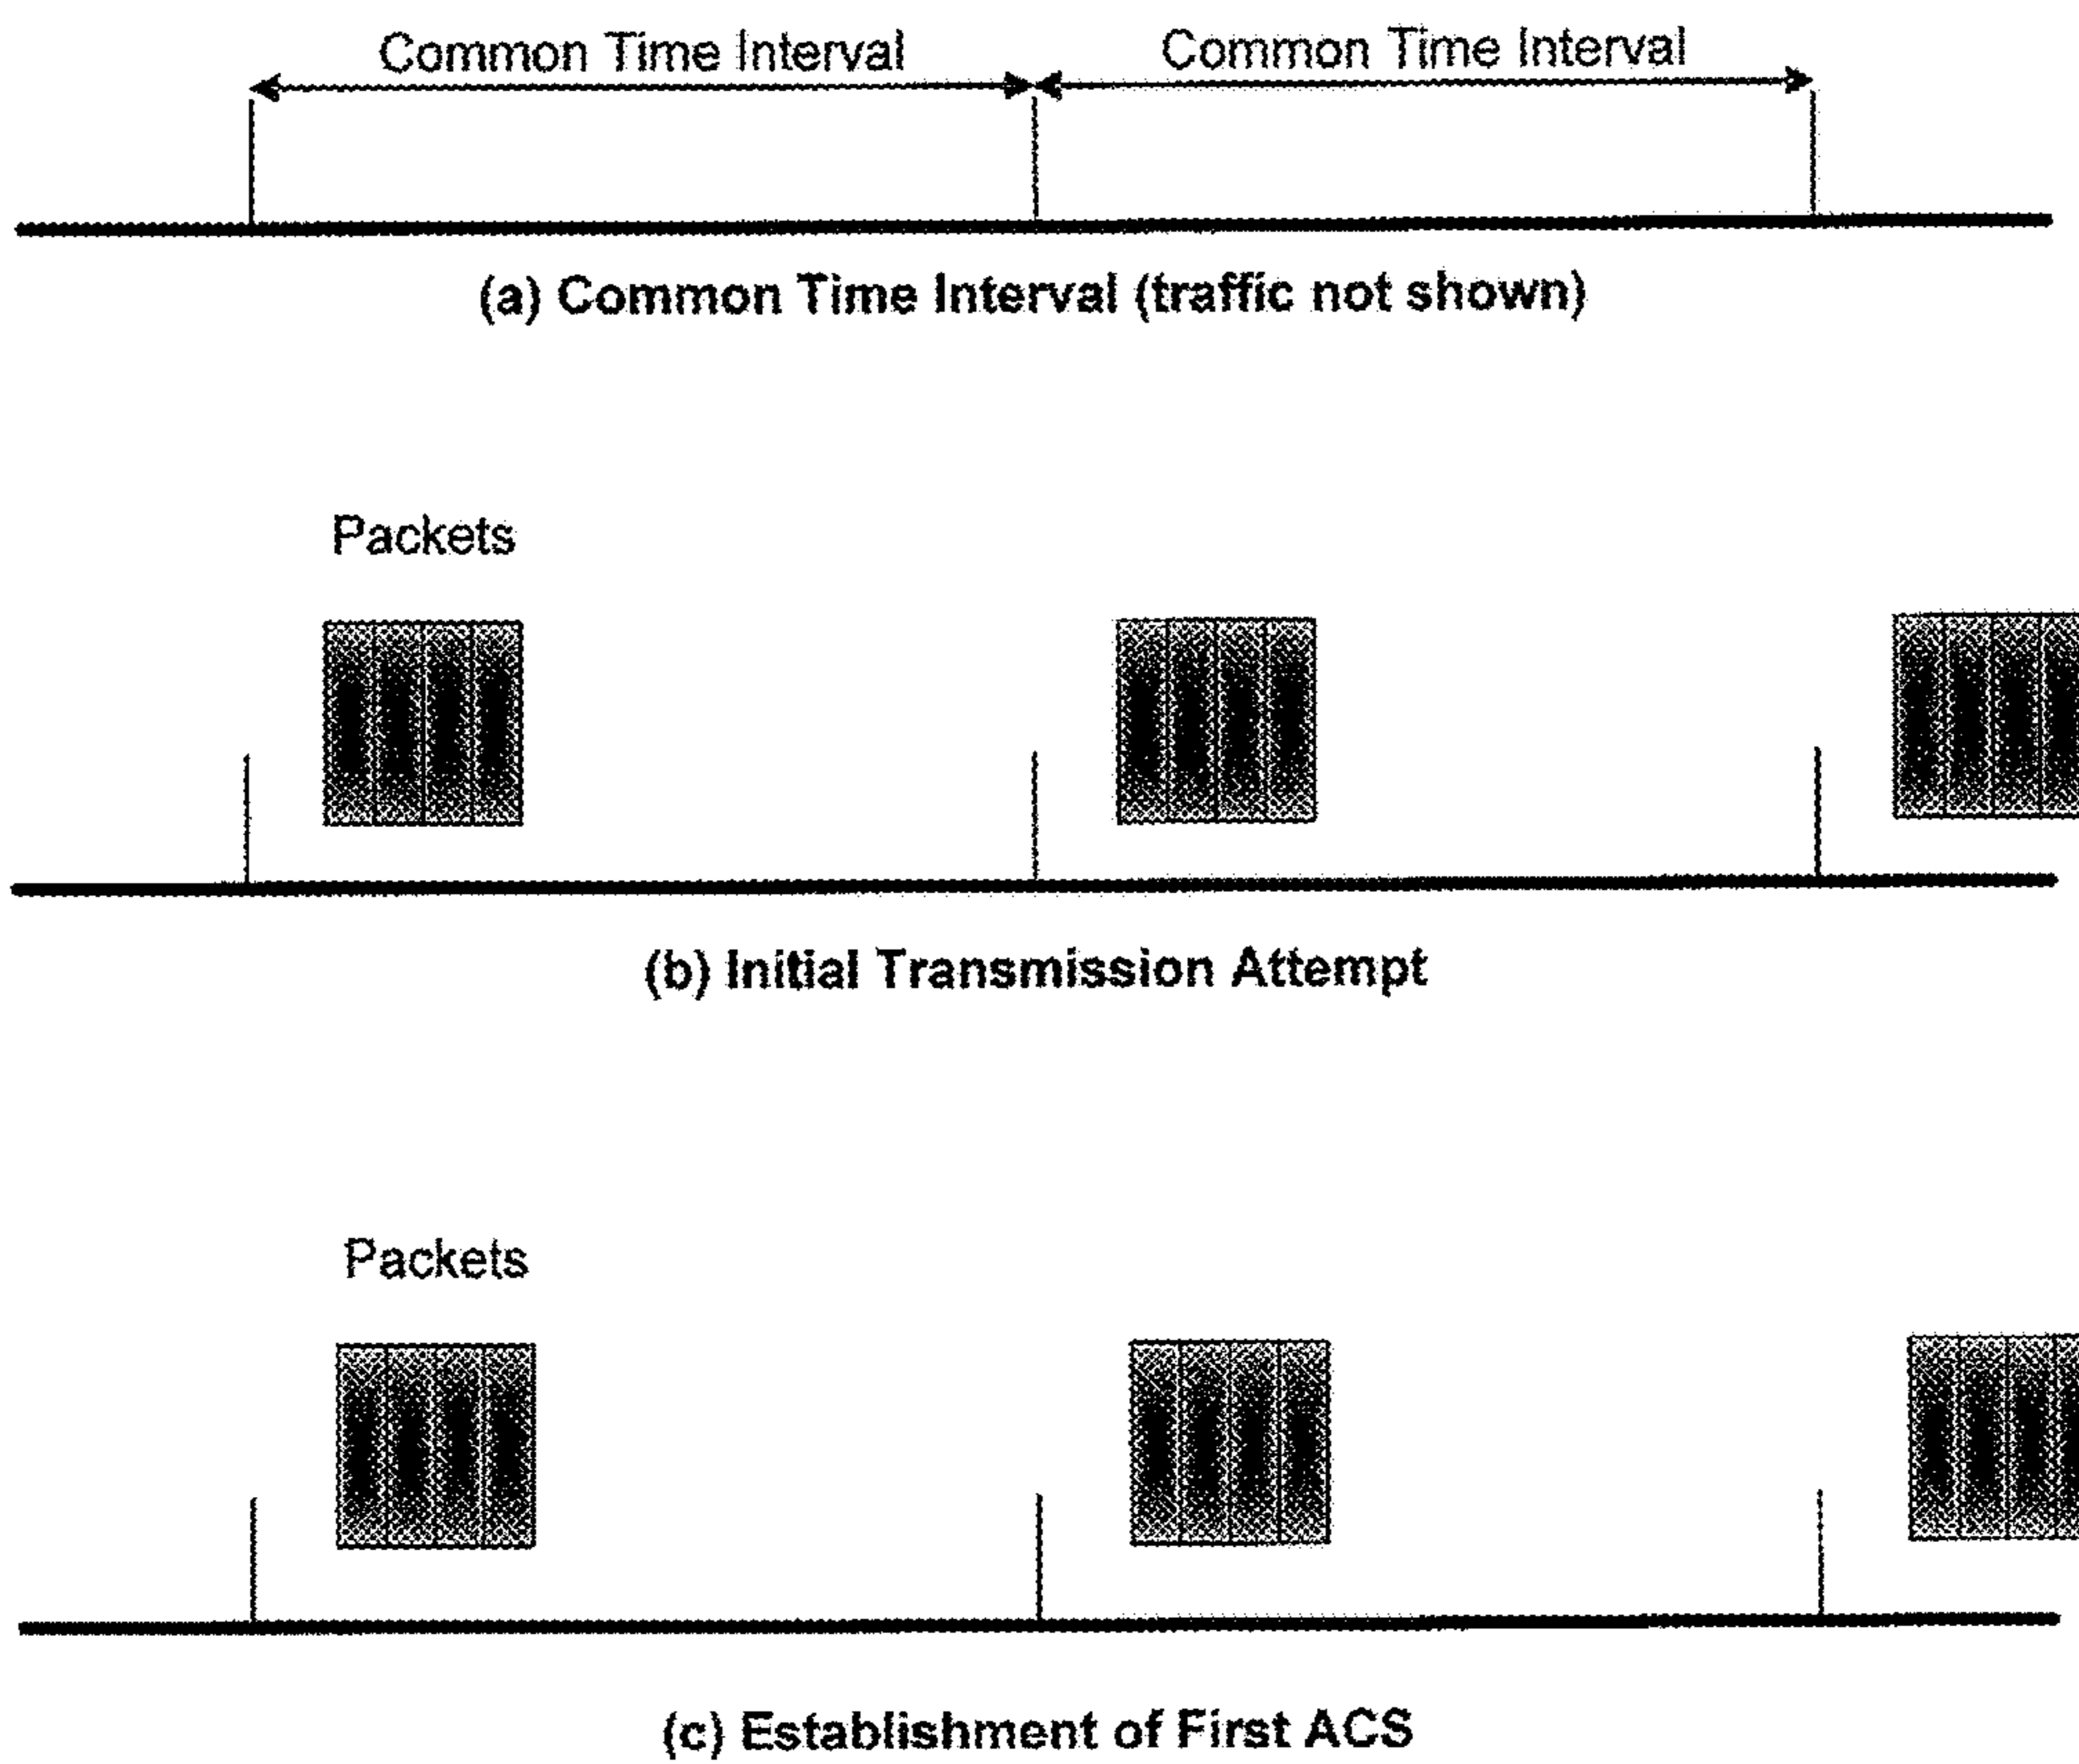 Common Time Interval Common Time Interval
(a) Common Time Interval (traffic not shown)
Packets
(b) Initial Transmission Attempt
Packets
(c) Establishment of First ACS